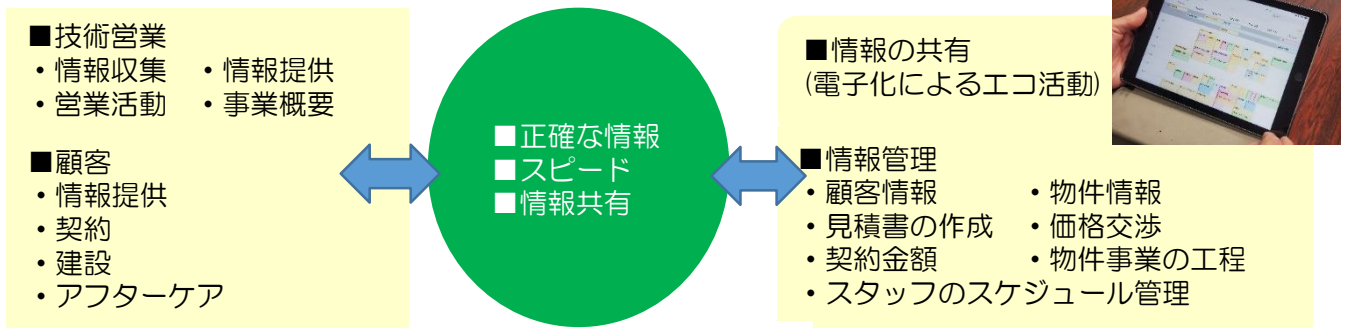 ■技術営業
・情報収集 ・情報提供
・営業活動 ・事業概要
■顧客
・情報提供
・契約
・建設
・アフターケア
■正確な情報
■スピード
■情報共有
■情報の共有
(電子化によるエコ活動)
■情報管理
・顧客情報 ・物件情報
・見積書の作成 ・価格交渉
・契約金額 ・物件事業の工程
・スタッフのスケジュール管理